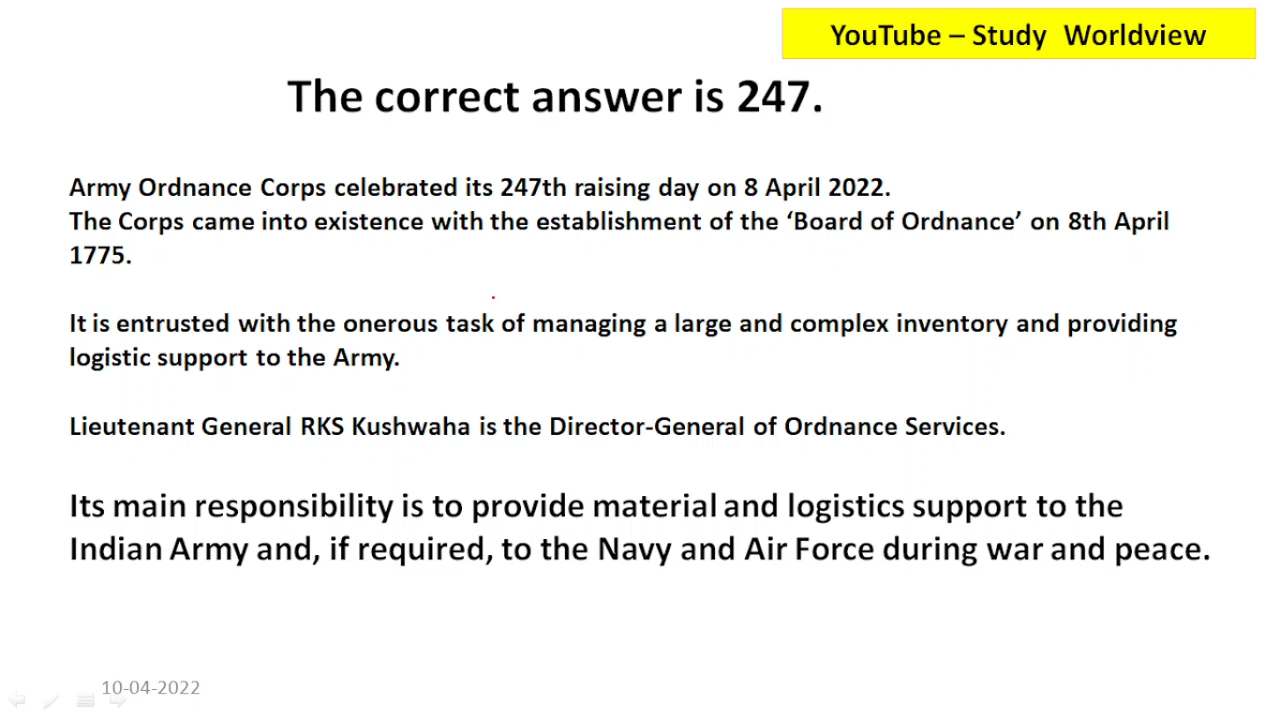 YouTube – Study Worldview
The correct answer is 247.
Army Ordnance Corps celebrated its 247th raising day on 8 April 2022.
The Corps came into existence with the establishment of the ‘Board of Ordnance’ on 8th April
1775.
It is entrusted with the onerous task of managing a large and complex inventory and providing
logistic support to the Army.
Lieutenant General RKS Kushwaha is the Director-General of Ordnance Services.
Its main responsibility is to provide material and logistics support to the
Indian Army and, if required, to the Navy and Air Force during war and peace.
10-04-2022